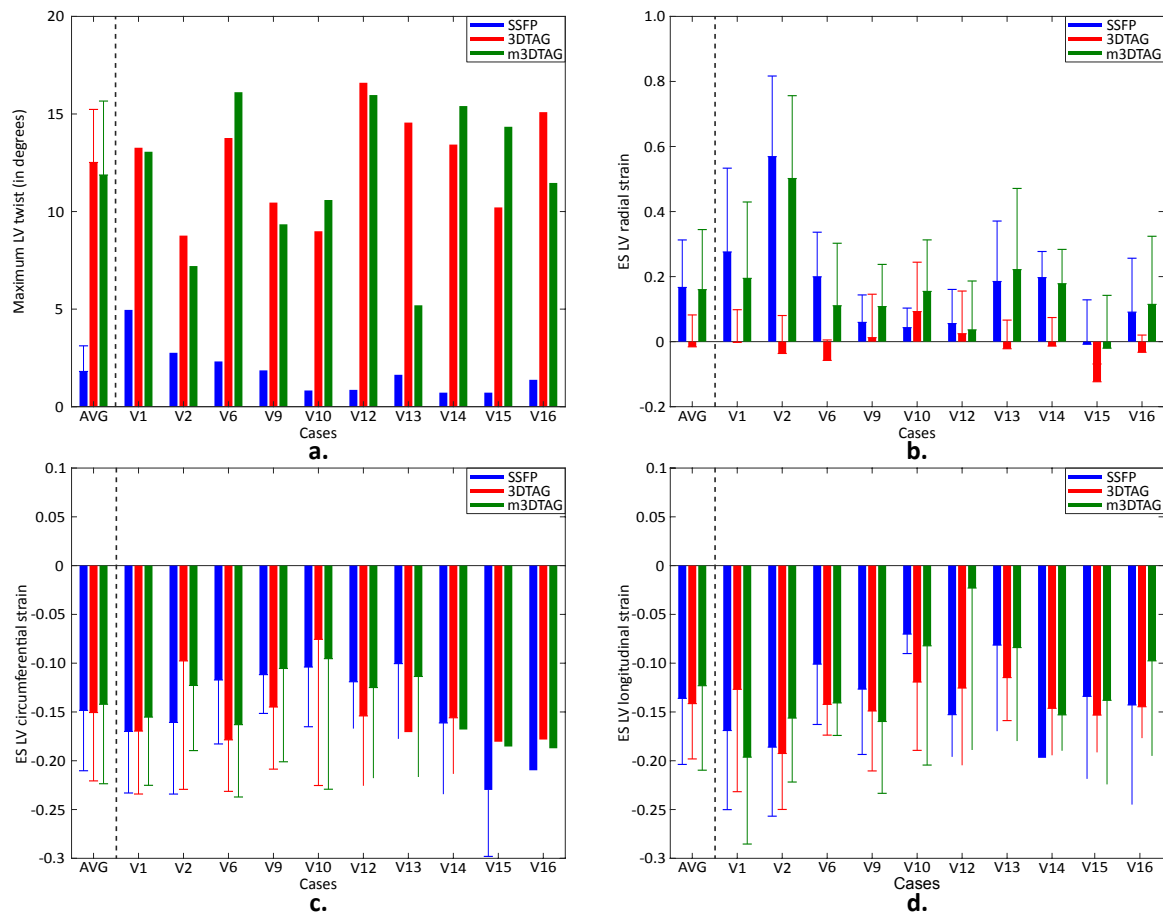 Maximum LV twist (in degrees)
20
15
10
5
0
SSFP
3DTAG
m3DTAG
AVG V1 V2 V6 V9 V10 V12 V13 V14 V15 V16
Cases
a.
ES LV radial strain
1.0
0.8
0.6
0.4
0.2
0
-0.2
SSFP
3DTAG
m3DTAG
AVG V1 V2 V6 V9 V10 V12 V13 V14 V15 V16
Cases
b.
ES LV circumferential strain
0.1
0.05
0
-0.05
-0.10
-0.15
-0.20
-0.25
-0.3
SSFP
3DTAG
m3DTAG
AVG V1 V2 V6 V9 V10 V12 V13 V14 V15 V16
Cases
c.
ES LV longitudinal strain
0.1
0.05
0
-0.05
-0.10
-0.15
-0.20
-0.25
-0.3
SSFP
3DTAG
m3DTAG
AVG V1 V2 V6 V9 V10 V12 V13 V14 V15 V16
Cases
d.